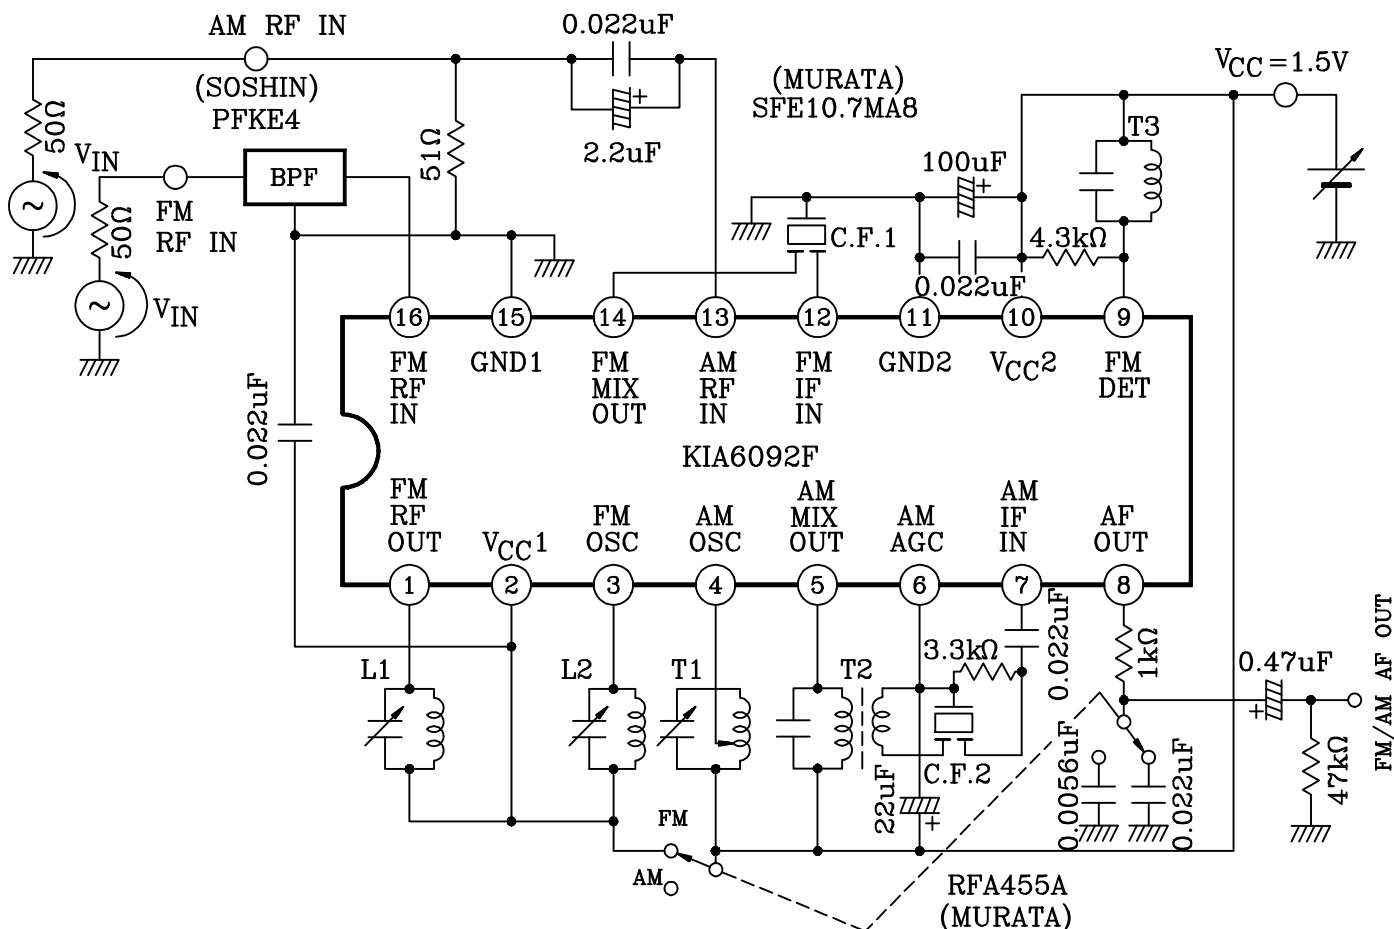 AM RF IN
(SOSHIN)
PFKE4
0.022uF
2.2uF
(MURATA)
SFE10.7MA8
VCC=1.5V
T3
50Ω
VIN
51Ω
BPF
FM
RF IN
50Ω
VIN
100uF
C.F.1
4.3kΩ
0.022uF
0.022uF
16
15
14
13
12
11
10
9
FM
RF
IN
GND1
FM
MIX
OUT
AM
RF
IN
FM
IF
IN
GND2
VCC2
FM
DET
KIA6092F
FM
RF
OUT
VCC1
FM
OSC
AM
OSC
AM
MIX
OUT
AM
AGC
AM
IF
IN
AF
OUT
1
2
3
4
5
6
7
8
L1
L2
T1
T2
3.3kΩ
0.022uF
1kΩ
0.47uF
FM/AM AF OUT
47kΩ
C.F.2
22uF
0.0056uF
0.022uF
FM
AM
RFA455A
(MURATA)